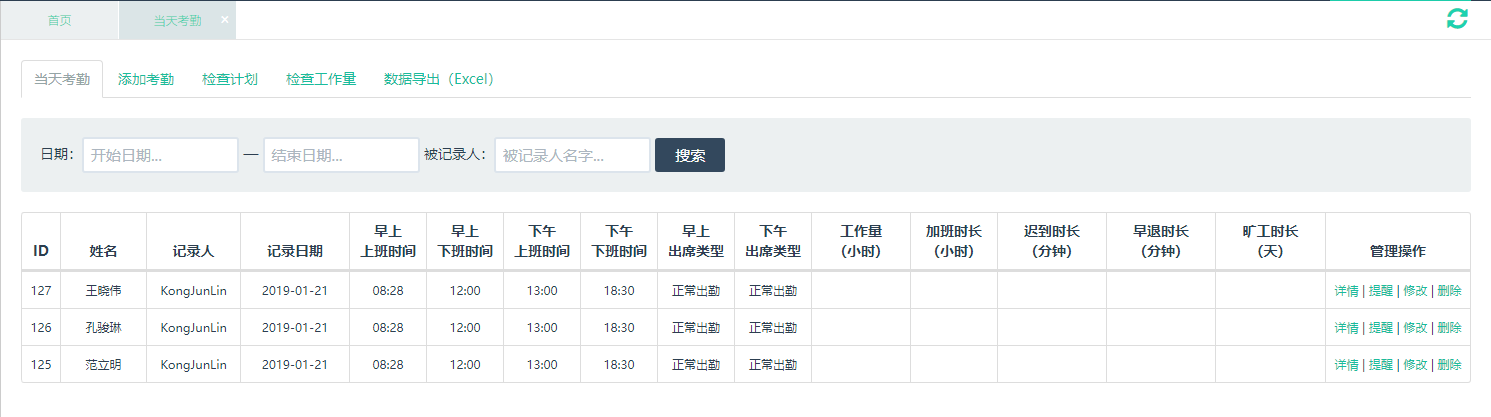 首页 当天考勤 ×
当天考勤 添加考勤 检查计划 检查工作量 数据导出（Excel）
日期： 开始日期... — 结束日期... 被记录人： 被记录人名字... 搜索
ID 姓名 记录人 记录日期 早上 上班时间 早上 下班时间 下午 上班时间 下午 下班时间 早上 出席类型 下午 出席类型 工作量 （小时） 加班时长 （小时） 迟到时长 （分钟） 早退时长 （分钟） 旷工时长 （天） 管理操作
127 王晓伟 KongJunLin 2019-01-21 08:28 12:00 13:00 18:30 正常出勤 正常出勤 详情 | 提醒 | 修改 | 删除
126 孔骏琳 KongJunLin 2019-01-21 08:28 12:00 13:00 18:30 正常出勤 正常出勤 详情 | 提醒 | 修改 | 删除
125 范立明 KongJunLin 2019-01-21 08:28 12:00 13:00 18:30 正常出勤 正常出勤 详情 | 提醒 | 修改 | 删除